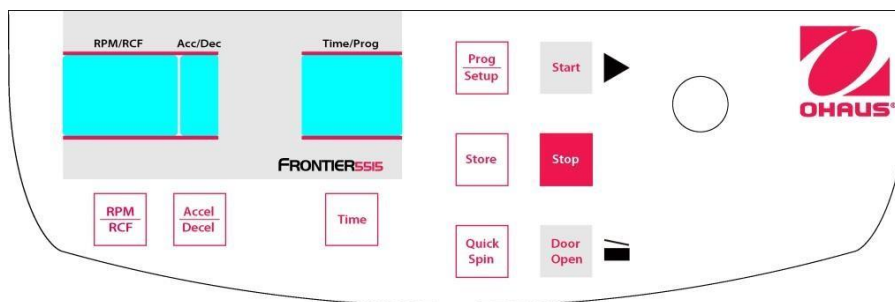 RPM/RCF Acc/Dec Time/Prog
Prog
Setup
Start
OHAUS®
Store
Stop
FRONTIER5515
RPM
RCF
Accel
Decel
Time
Quick
Spin
Door
Open